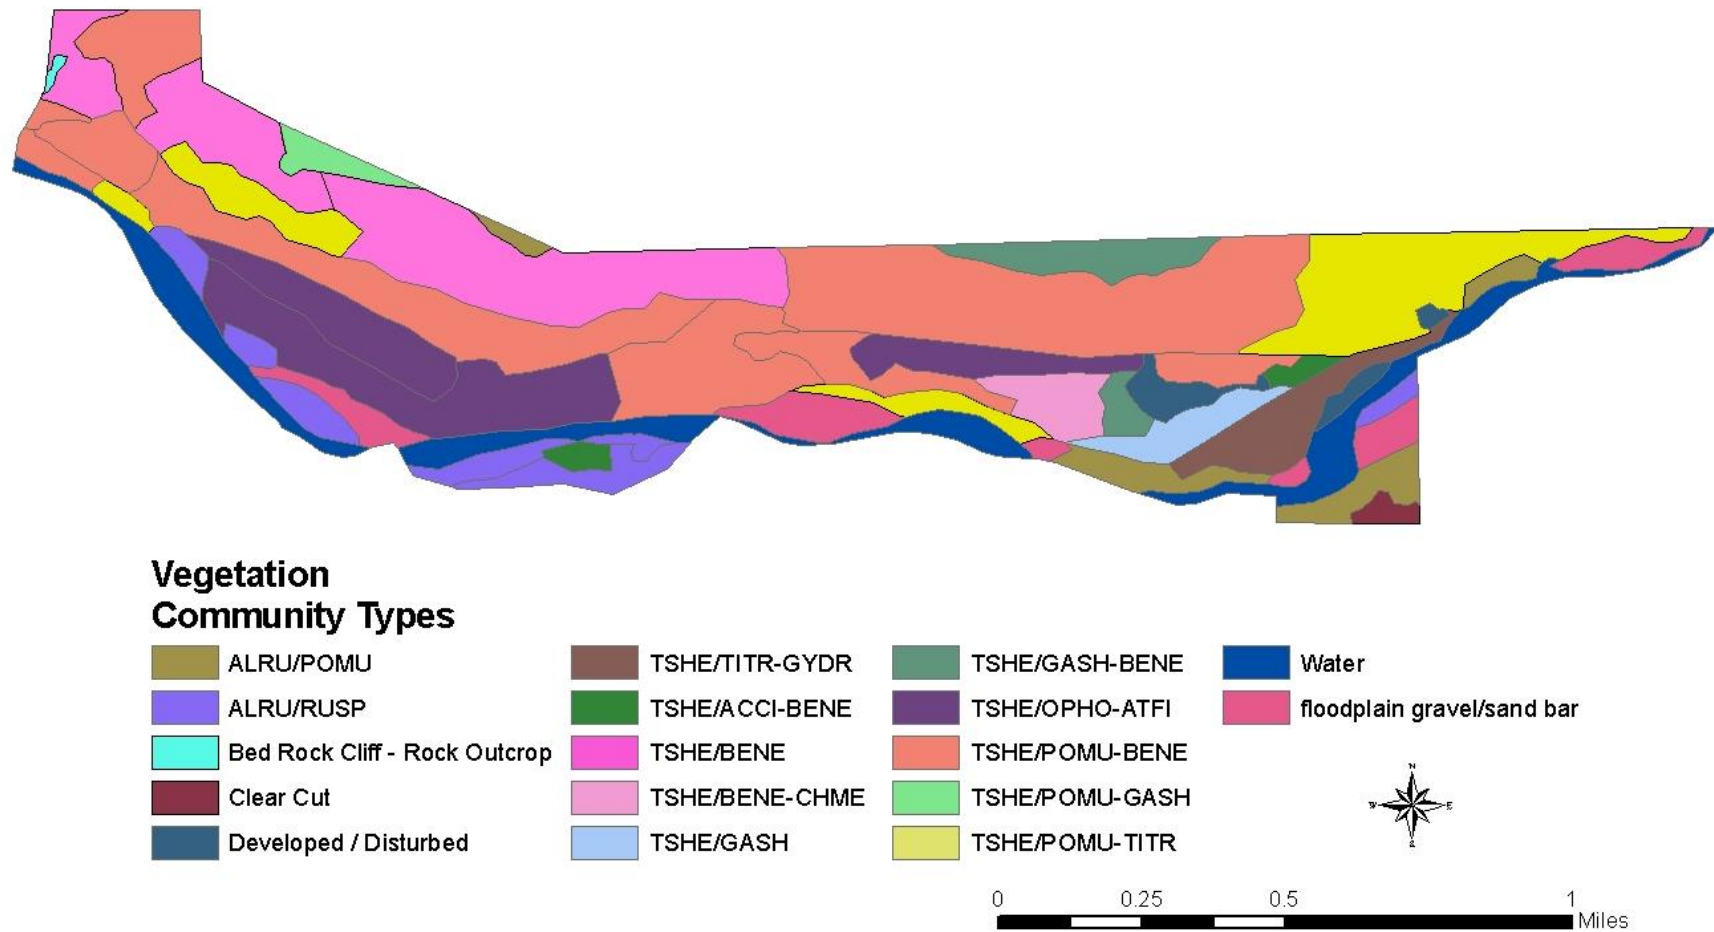 Vegetation
Community Types
ALRU/POMU
ALRU/RUSP
Bed Rock Cliff - Rock Outcrop
Clear Cut
Developed / Disturbed
TSHE/TITR-GYDR
TSHE/ACCI-BENE
TSHE/BENE
TSHE/BENE-CHME
TSHE/GASH
TSHE/GASH-BENE
TSHE/OPHO-ATFI
TSHE/POMU-BENE
TSHE/POMU-GASH
TSHE/POMU-TITR
Water
floodplain gravel/sand bar
N
W E
S
0 0.25 0.5 1
Miles